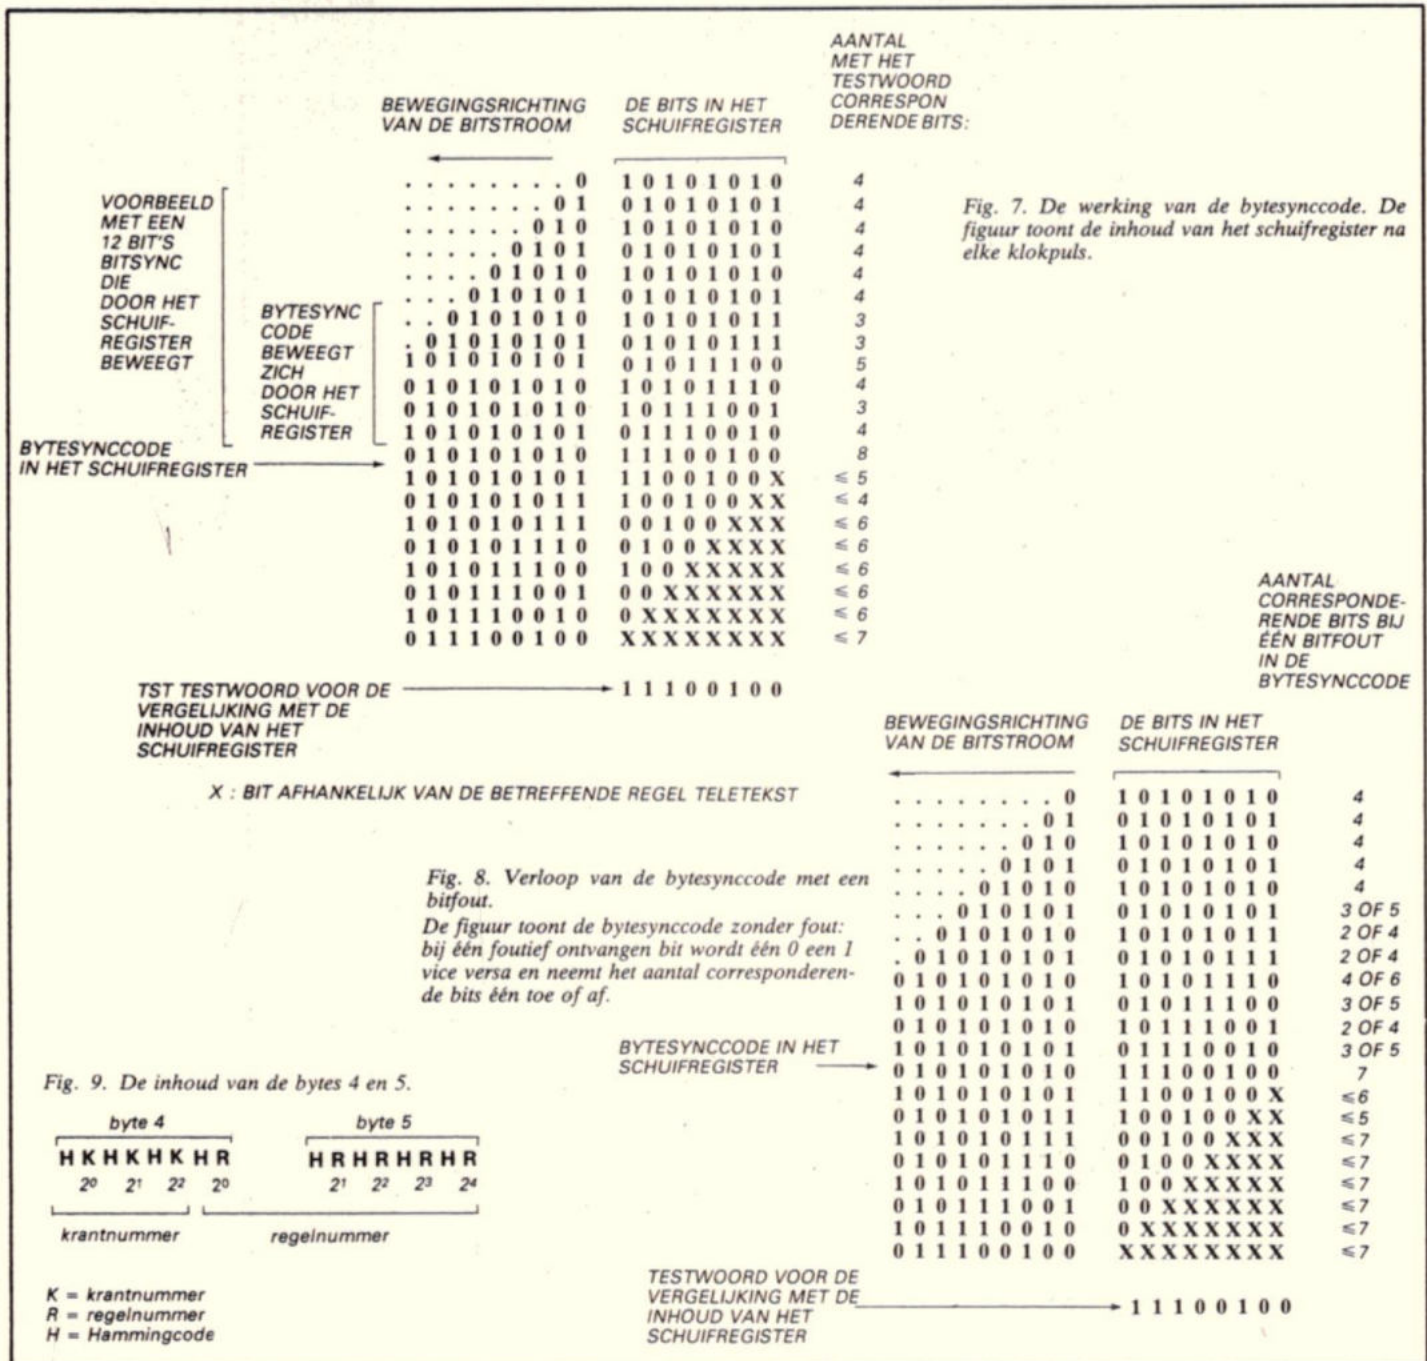 AANTAL
MET HET
TESTWOORD
CORRESPON
DERENDE BITS:
BEWEGINGSRICHTING
VAN DE BITSTROOM
DE BITS IN HET
SCHUIFREGISTER
VOORBEELD
MET EEN
12 BIT'S
BITSYNC
DIE
DOOR HET
SCHUIF-
REGISTER
BEWEEGT
BYTESYNC
CODE
BEWEEGT
ZICH
DOOR HET
SCHUIF-
REGISTER
BYTESYNCCODE
IN HET SCHUIFREGISTER
. . . . . . . . 0 1 0 1 0 1 0 1 0 4
. . . . . . . 0 1 0 1 0 1 0 1 0 1 4
. . . . . . 0 1 0 1 0 1 0 1 0 1 0 4
. . . . . 0 1 0 1 0 1 0 1 0 1 0 1 4
. . . . 0 1 0 1 0 1 0 1 0 1 0 1 0 4
. . . 0 1 0 1 0 1 0 1 0 1 0 1 0 1 4
. . 0 1 0 1 0 1 0 1 0 1 0 1 0 1 1 3
. 0 1 0 1 0 1 0 1 0 1 0 1 0 1 1 1 3
1 0 1 0 1 0 1 0 1 0 1 0 1 1 1 0 0 5
0 1 0 1 0 1 0 1 0 1 0 1 0 1 1 1 0 4
0 1 0 1 0 1 0 1 0 1 0 1 1 1 0 0 1 3
1 0 1 0 1 0 1 0 1 0 1 1 1 0 0 1 0 4
0 1 0 1 0 1 0 1 0 1 1 1 0 0 1 0 0 8
1 0 1 0 1 0 1 0 1 1 1 0 0 1 0 0 X ≤ 5
0 1 0 1 0 1 0 1 1 1 0 0 1 0 0 X X ≤ 4
1 0 1 0 1 0 1 1 1 0 0 1 0 0 X X X ≤ 6
0 1 0 1 0 1 1 1 0 0 1 0 0 X X X X ≤ 6
1 0 1 0 1 1 1 0 0 1 0 0 X X X X X ≤ 6
0 1 0 1 1 1 0 0 1 0 0 X X X X X X ≤ 6
1 0 1 1 1 0 0 1 0 0 X X X X X X X ≤ 6
0 1 1 1 0 0 1 0 0 X X X X X X X X ≤ 7
TST TESTWOORD VOOR DE
VERGELIJKING MET DE
INHOUD VAN HET
SCHUIFREGISTER
1 1 1 0 0 1 0 0
X : BIT AFHANKELIJK VAN DE BETREFFENDE REGEL TELETEKST
Fig. 7. De werking van de bytesynccode. De
figuur toont de inhoud van het schuifregister na
elke klokpuls.
AANTAL
CORRESPONDE-
RENDE BITS BIJ
ÉÉN BITFOUT
IN DE
BYTESYNCCODE
BEWEGINGSRICHTING
VAN DE BITSTROOM
DE BITS IN HET
SCHUIFREGISTER
. . . . . . . . 0 1 0 1 0 1 0 1 0 4
. . . . . . . 0 1 0 1 0 1 0 1 0 1 4
. . . . . . 0 1 0 1 0 1 0 1 0 1 0 4
. . . . . 0 1 0 1 0 1 0 1 0 1 0 1 4
. . . . 0 1 0 1 0 1 0 1 0 1 0 1 0 4
. . . 0 1 0 1 0 1 0 1 0 1 0 1 0 1 3 OF 5
. . 0 1 0 1 0 1 0 1 0 1 0 1 0 1 1 2 OF 4
. 0 1 0 1 0 1 0 1 0 1 0 1 0 1 1 1 2 OF 4
0 1 0 1 0 1 0 1 0 1 0 1 0 1 1 1 0 4 OF 6
1 0 1 0 1 0 1 0 1 0 1 0 1 1 1 0 0 3 OF 5
0 1 0 1 0 1 0 1 0 1 0 1 1 1 0 0 1 2 OF 4
1 0 1 0 1 0 1 0 1 0 1 1 1 0 0 1 0 3 OF 5
0 1 0 1 0 1 0 1 0 1 1 1 0 0 1 0 0 7
1 0 1 0 1 0 1 0 1 1 1 0 0 1 0 0 X ≤6
0 1 0 1 0 1 0 1 1 1 0 0 1 0 0 X X ≤5
1 0 1 0 1 0 1 1 1 0 0 1 0 0 X X X ≤7
0 1 0 1 0 1 1 1 0 0 1 0 0 X X X X ≤7
1 0 1 0 1 1 1 0 0 1 0 0 X X X X X ≤7
0 1 0 1 1 1 0 0 1 0 0 X X X X X X ≤7
1 0 1 1 1 0 0 1 0 0 X X X X X X X ≤7
0 1 1 1 0 0 1 0 0 X X X X X X X X ≤7
BYTESYNCCODE IN HET
SCHUIFREGISTER
TESTWOORD VOOR DE
VERGELIJKING MET DE
INHOUD VAN HET
SCHUIFREGISTER
1 1 1 0 0 1 0 0
Fig. 8. Verloop van de bytesynccode met een
bitfout.
De figuur toont de bytesynccode zonder fout:
bij één foutief ontvangen bit wordt één 0 een 1
vice versa en neemt het aantal corresponderen-
de bits één toe of af.
Fig. 9. De inhoud van de bytes 4 en 5.
byte 4 byte 5
H K H K H K H R H R H R H R H R
2⁰ 2¹ 2² 2⁰ 2¹ 2² 2³ 2⁴
krantnummer regelnummer
K = krantnummer
R = regelnummer
H = Hammingcode